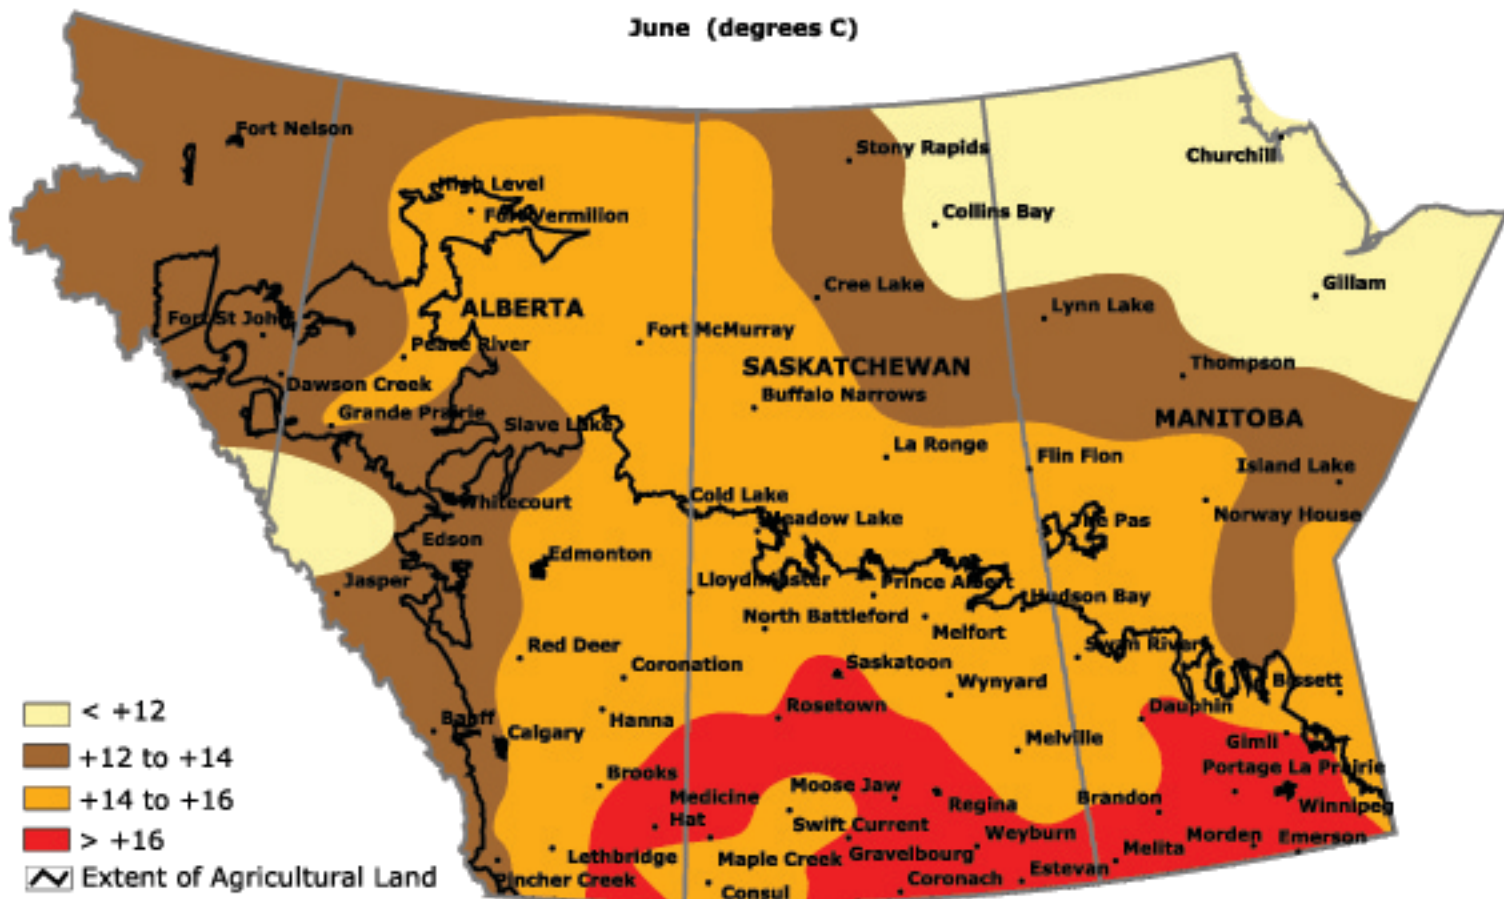 June (degrees C)
Fort Nelson
Stony Rapids
Churchill
High Level
Fort Vermilion
Collins Bay
Cree Lake
Gillam
ALBERTA
Lynn Lake
Fort St John
Fort McMurray
Peace River
SASKATCHEWAN
Thompson
Dawson Creek
Buffalo Narrows
Grande Prairie
MANITOBA
Slave Lake
La Ronge
Flin Flon
Island Lake
Whitecourt
Cold Lake
Meadow Lake
The Pas
Norway House
Edson
Edmonton
Jasper
Lloydminster
Prince Albert
Hudson Bay
North Battleford
Melfort
Red Deer
Swan River
Coronation
Saskatoon
Wynyard
Bissett
Rosetown
Dauphin
Banff
Hanna
Calgary
Melville
Gimli
Brooks
Portage La Prairie
Medicine
Hat
Moose Jaw
Regina
Brandon
Winnipeg
Swift Current
Weyburn
Morden
Emerson
Lethbridge
Maple Creek
Gravelbourg
Melita
Pincher Creek
Consul
Coronach
Estevan
< +12
+12 to +14
+14 to +16
> +16
Extent of Agricultural Land